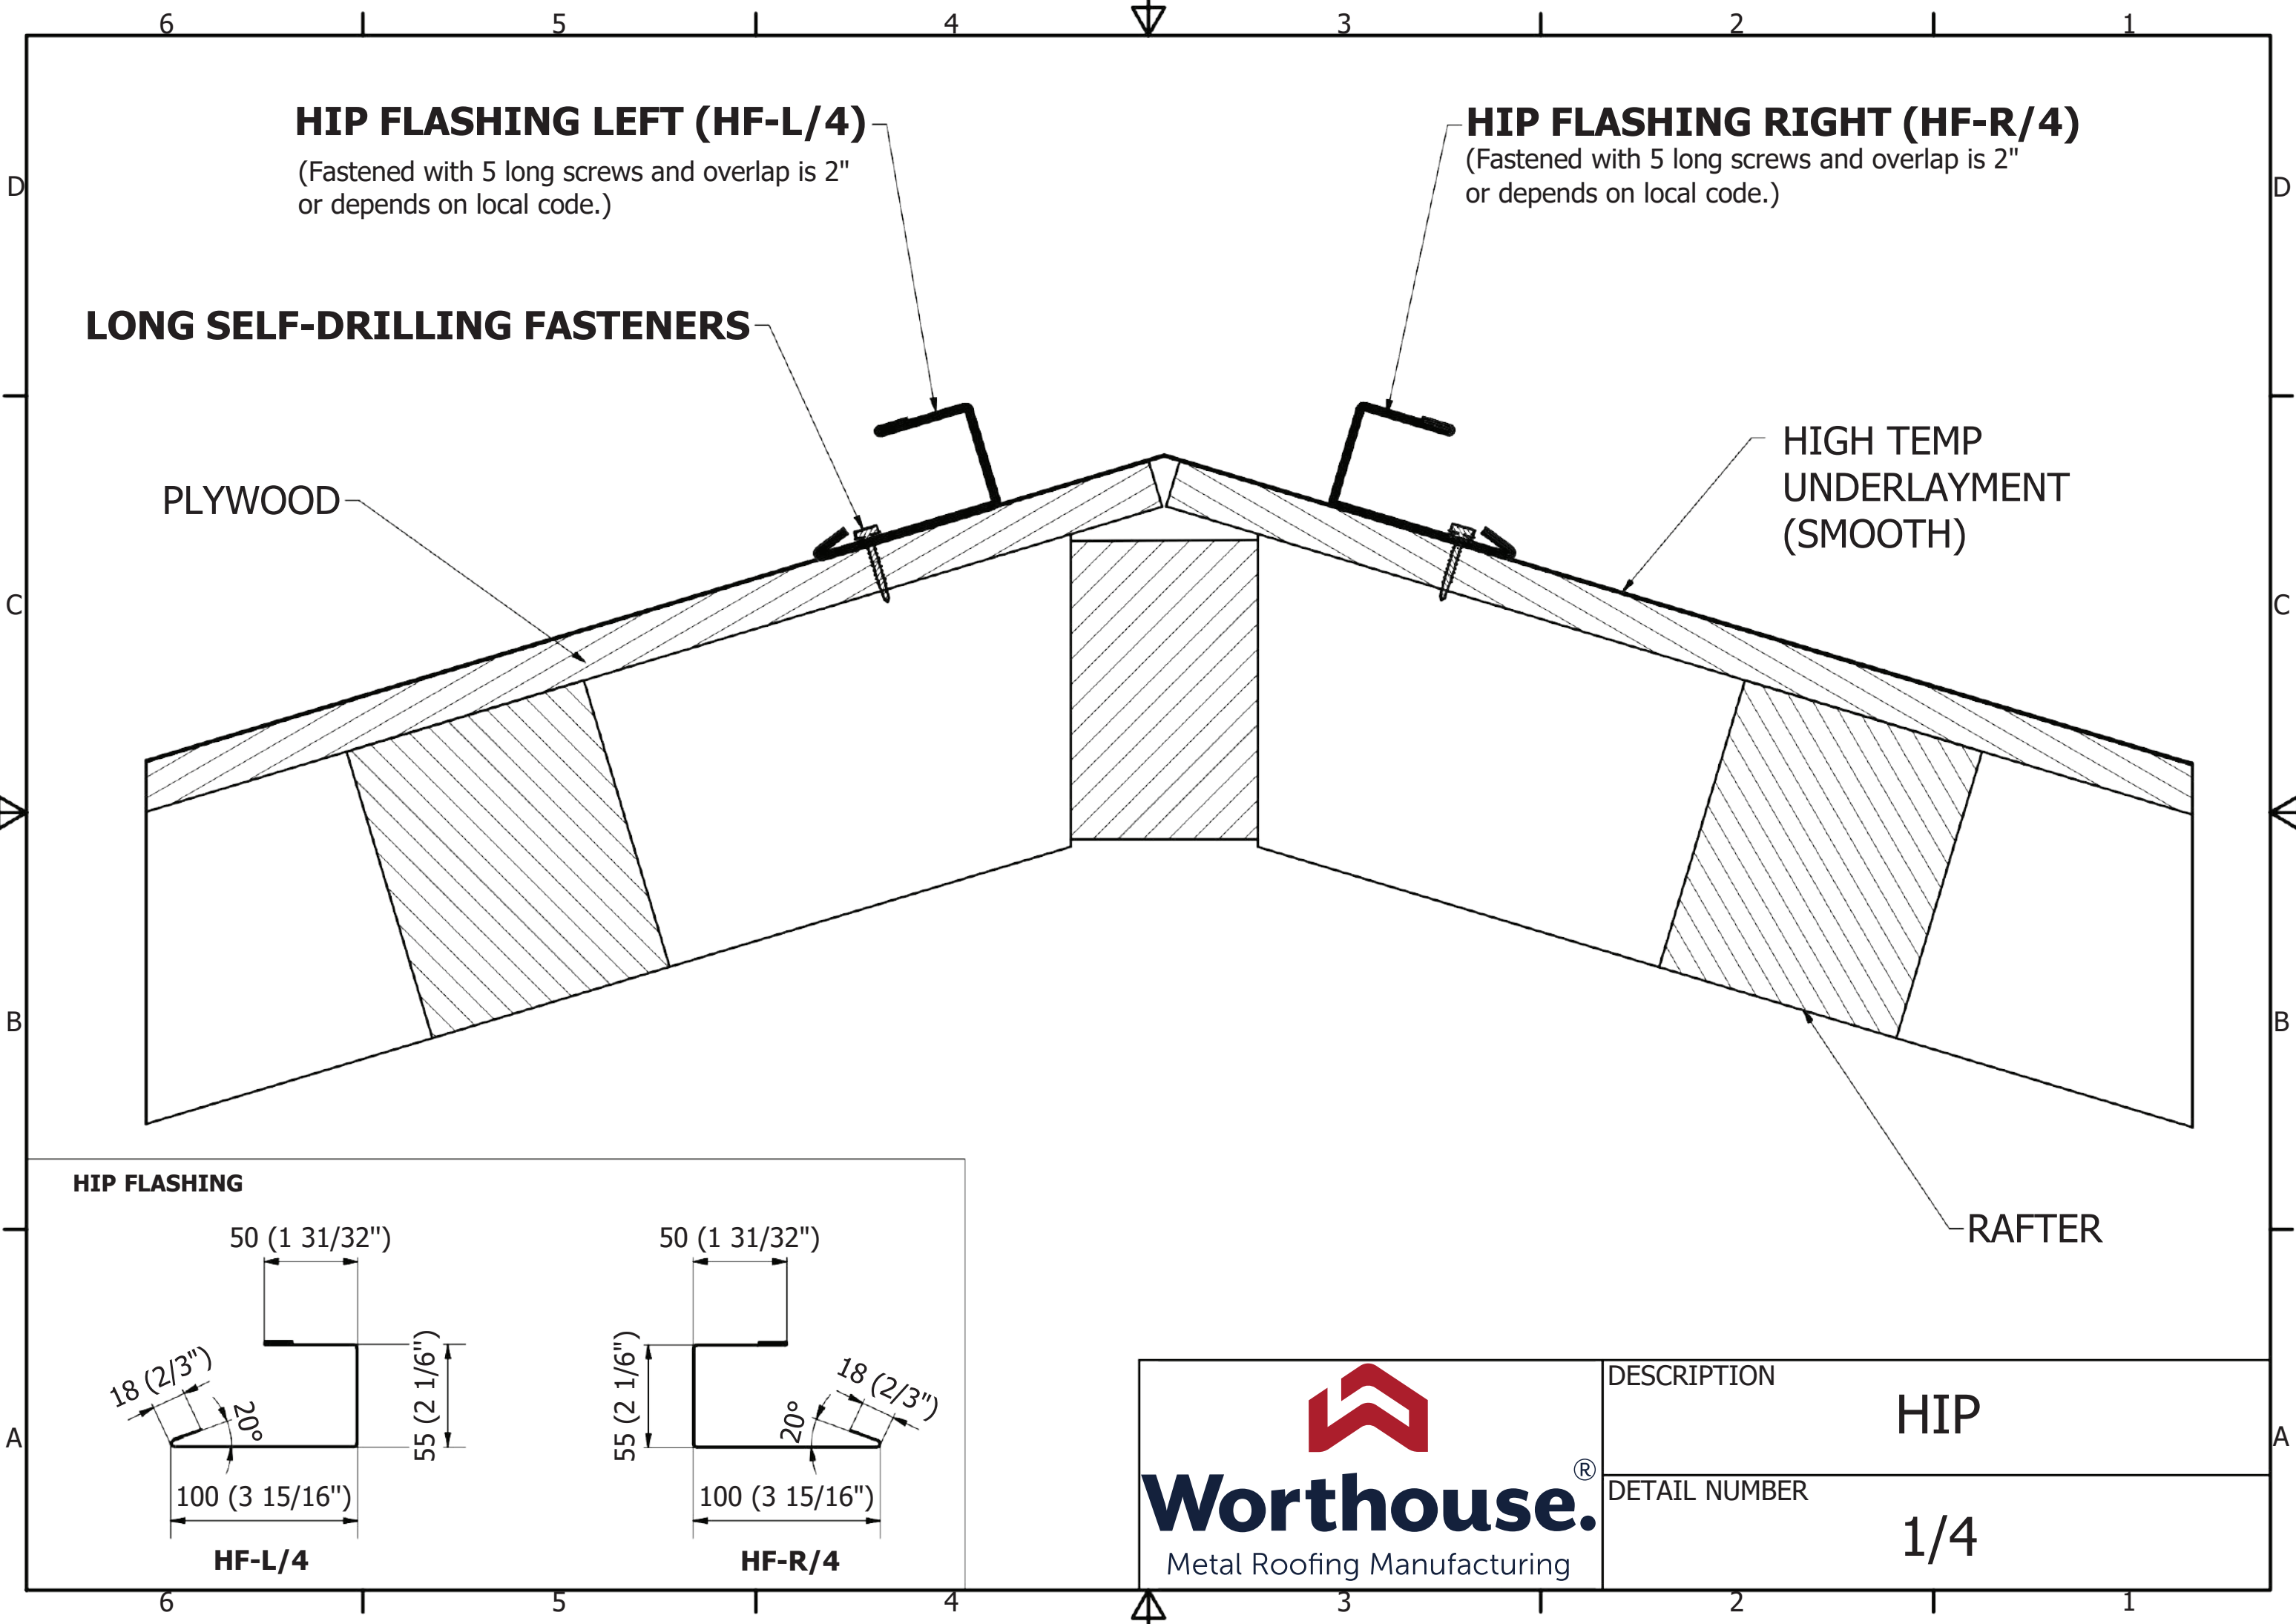 6 5 4 3 2 1
HIP FLASHING LEFT (HF-L/4)
(Fastened with 5 long screws and overlap is 2"
or depends on local code.)
HIP FLASHING RIGHT (HF-R/4)
(Fastened with 5 long screws and overlap is 2"
or depends on local code.)
D D
LONG SELF-DRILLING FASTENERS
PLYWOOD
HIGH TEMP
UNDERLAYMENT
(SMOOTH)
C C
B B
RAFTER
HIP FLASHING
50 (1 31/32")
18 (2/3")
20°
55 (2 1/6")
100 (3 15/16")
HF-L/4
50 (1 31/32")
55 (2 1/6")
20°
18 (2/3")
100 (3 15/16")
HF-R/4
A A
Worthouse.®
Metal Roofing Manufacturing
DESCRIPTION
HIP
DETAIL NUMBER
1/4
6 5 4 3 2 1